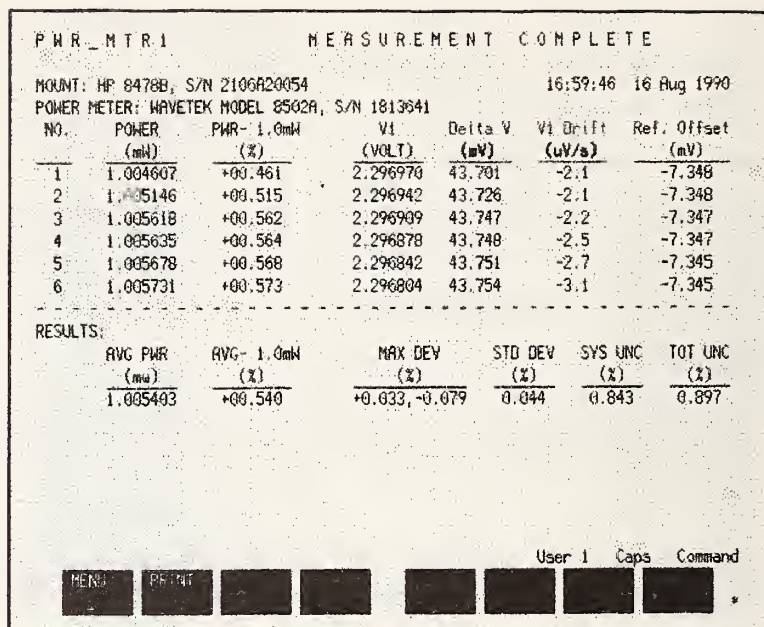 PWR_MTR1 MEASUREMENT COMPLETE
MOUNT: HP 8478B, S/N 2106A20054 16:59:46 16 Aug 1990
POWER METER: WAVETEK MODEL 8502A, S/N 1813641
NO. POWER PWR- 1.0mW V1 Delta V V1 Drift Ref. Offset
(mW) (%) (VOLT) (mV) (uV/s) (mV)
1 1.004607 +00.461 2.296970 43.701 -2.1 -7.348
2 1.005146 +00.515 2.296942 43.726 -2.1 -7.348
3 1.005618 +00.562 2.296909 43.747 -2.2 -7.347
4 1.005635 +00.564 2.296878 43.748 -2.5 -7.347
5 1.005678 +00.568 2.296842 43.751 -2.7 -7.345
6 1.005731 +00.573 2.296804 43.754 -3.1 -7.345
RESULTS:
AVG PWR AVG- 1.0mW MAX DEV STD DEV SYS UNC TOT UNC
(mw) (%) (%) (%) (%) (%)
1.005403 +00.540 +0.033,-0.079 0.044 0.843 0.897
User 1 Caps Command
MENU PRINT
*